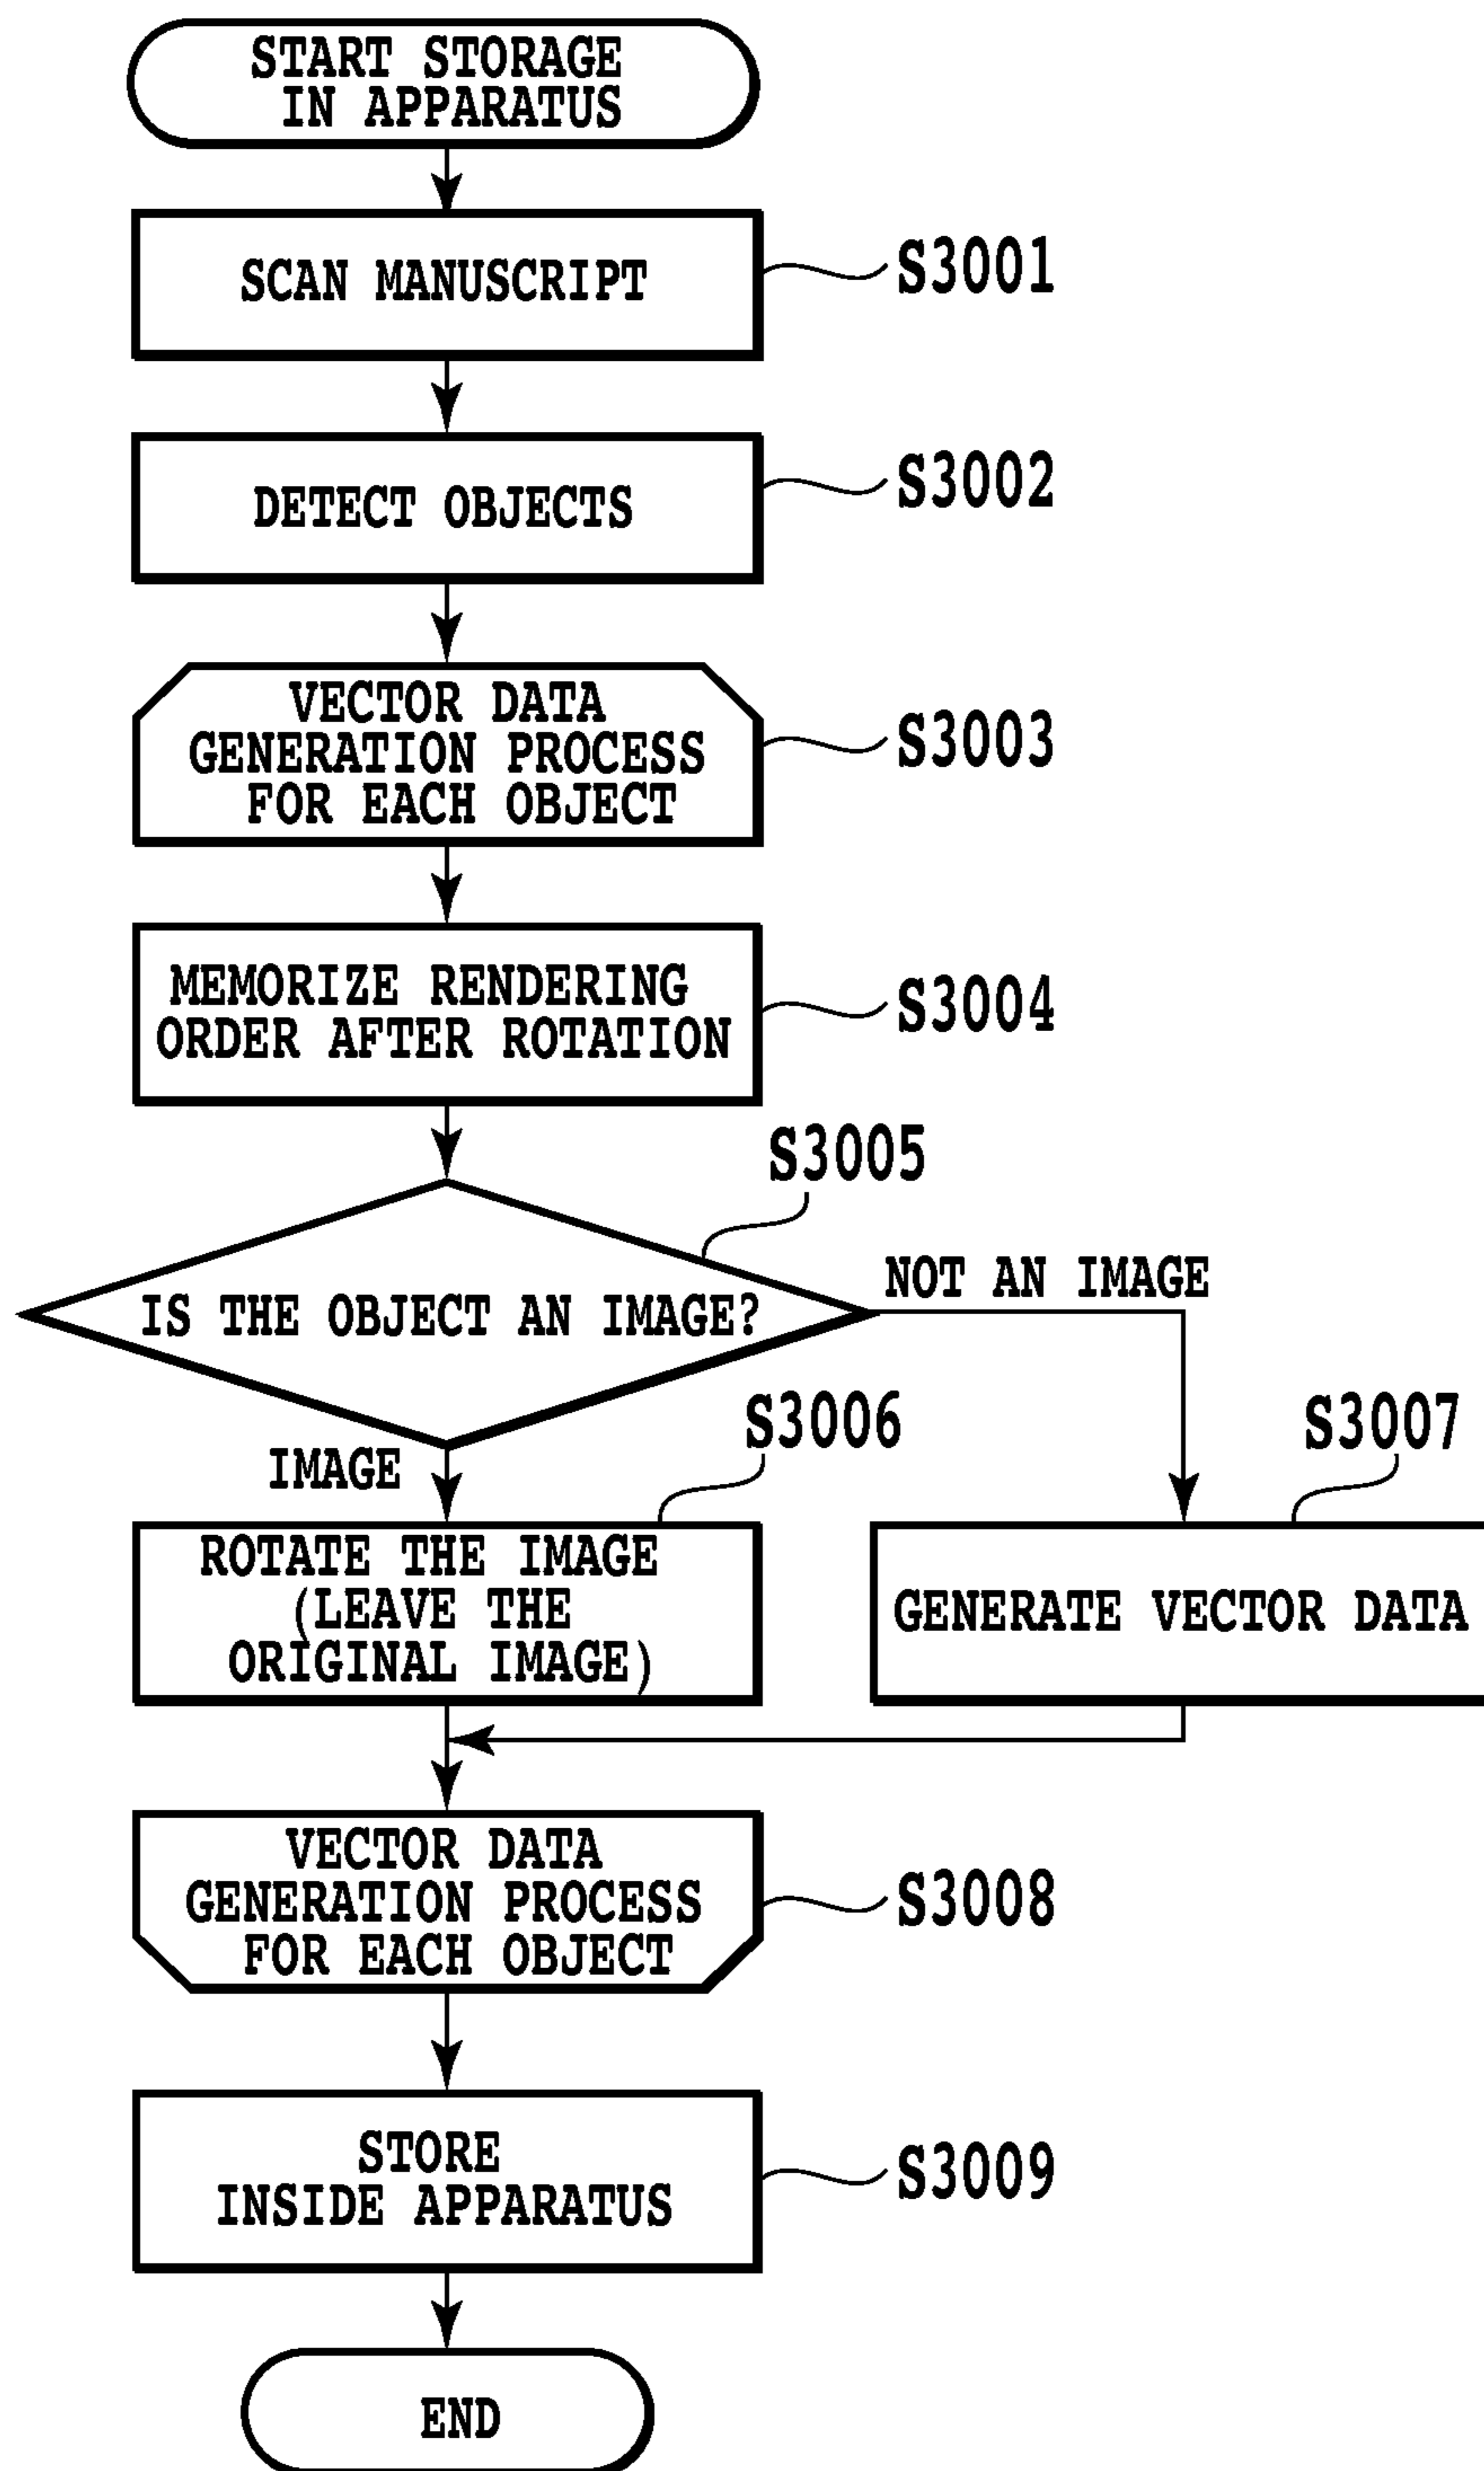 START STORAGE
IN APPARATUS
SCAN MANUSCRIPT
S3001
DETECT OBJECTS
S3002
VECTOR DATA
GENERATION PROCESS
FOR EACH OBJECT
S3003
MEMORIZE RENDERING
ORDER AFTER ROTATION
S3004
S3005
IS THE OBJECT AN IMAGE?
NOT AN IMAGE
IMAGE
S3006
S3007
ROTATE THE IMAGE
(LEAVE THE
ORIGINAL IMAGE)
GENERATE VECTOR DATA
VECTOR DATA
GENERATION PROCESS
FOR EACH OBJECT
S3008
STORE
INSIDE APPARATUS
S3009
END